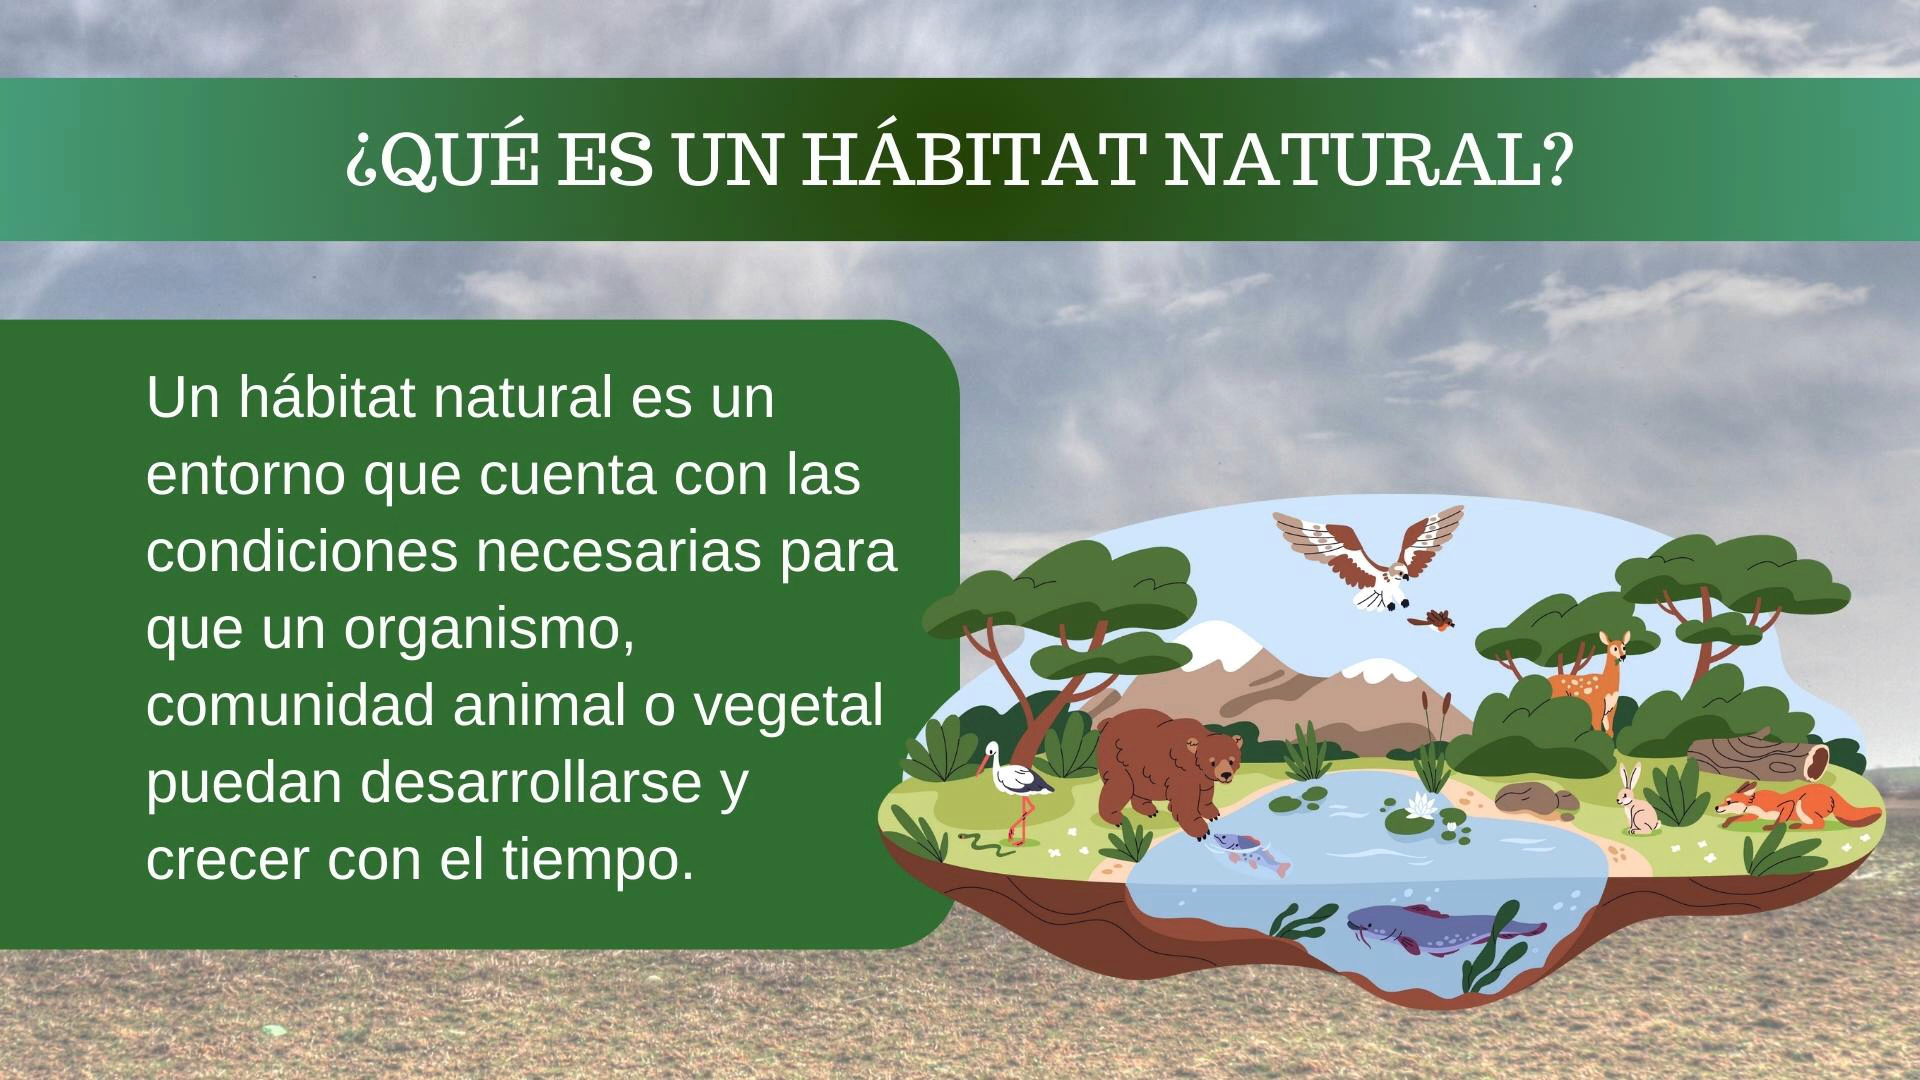 ¿QUÉ ES UN HÁBITAT NATURAL?
Un hábitat natural es un
entorno que cuenta con las
condiciones necesarias para
que un organismo,
comunidad animal o vegetal
puedan desarrollarse y
crecer con el tiempo.